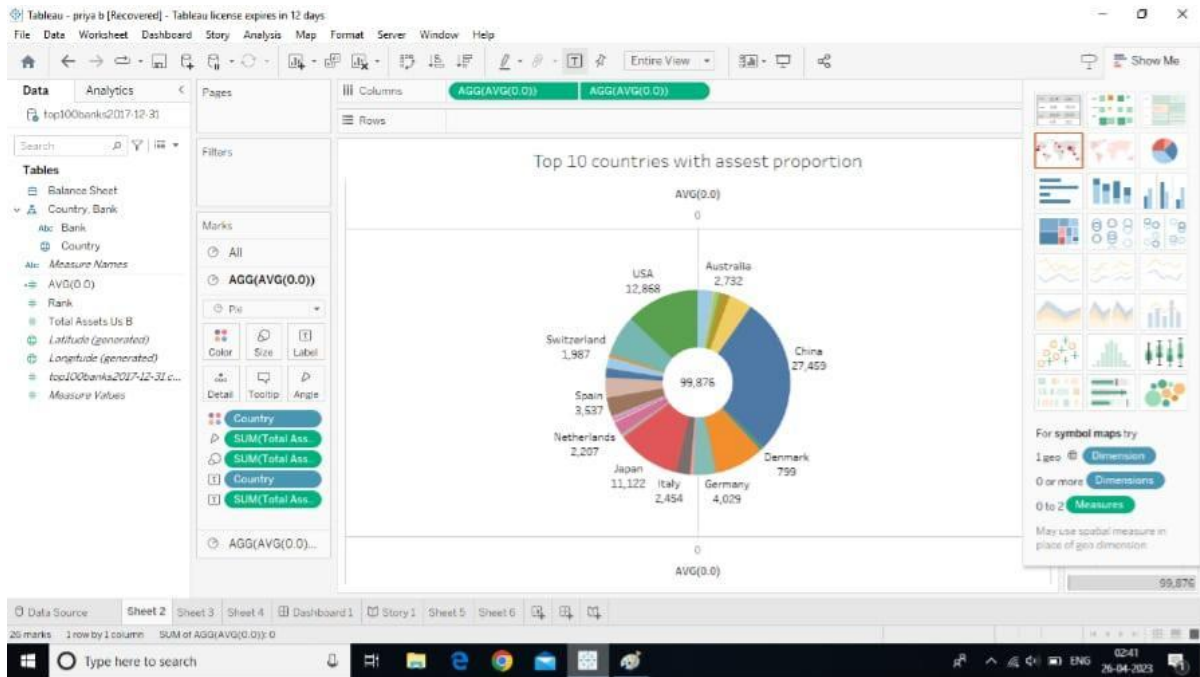 Tableau - priya b [Recovered] - Tableau license expires in 12 days
File Data Worksheet Dashboard Story Analysis Map Format Server Window Help
Entire View
Show Me
Data Analytics
top100banks2017-12-31
Search
Tables
Balance Sheet
Country, Bank
Abc Bank
Country
Abc Measure Names
AVG(0.0)
Rank
Total Assets Us B
Latitude (generated)
Longitude (generated)
top100banks2017-12-31.c...
Measure Values
Pages
Filters
Marks
All
AGG(AVG(0.0))
Pie
Color Size Label
Detail Tooltip Angle
Country
SUM(Total Ass..
SUM(Total Ass..
Country
SUM(Total Ass..
AGG(AVG(0.0)...
Columns AGG(AVG(0.0)) AGG(AVG(0.0))
Rows
Top 10 countries with assest proportion
AVG(0.0)
0
USA
12,868
Australia
2,732
Switzerland
1,987
China
27,459
99,876
Spain
3,537
Netherlands
2,207
Denmark
799
Japan
11,122
Italy
2,454
Germany
4,029
0
AVG(0.0)
For symbol maps try
1 geo Dimension
0 or more Dimensions
0 to 2 Measures
May use spatial measure in
place of geo dimension
99,876
Data Source Sheet 2 Sheet 3 Sheet 4 Dashboard 1 Story 1 Sheet 5 Sheet 6
26 marks 1 row by 1 column SUM of AGG(AVG(0.0)): 0
Type here to search
ENG
02:41
26-04-2023